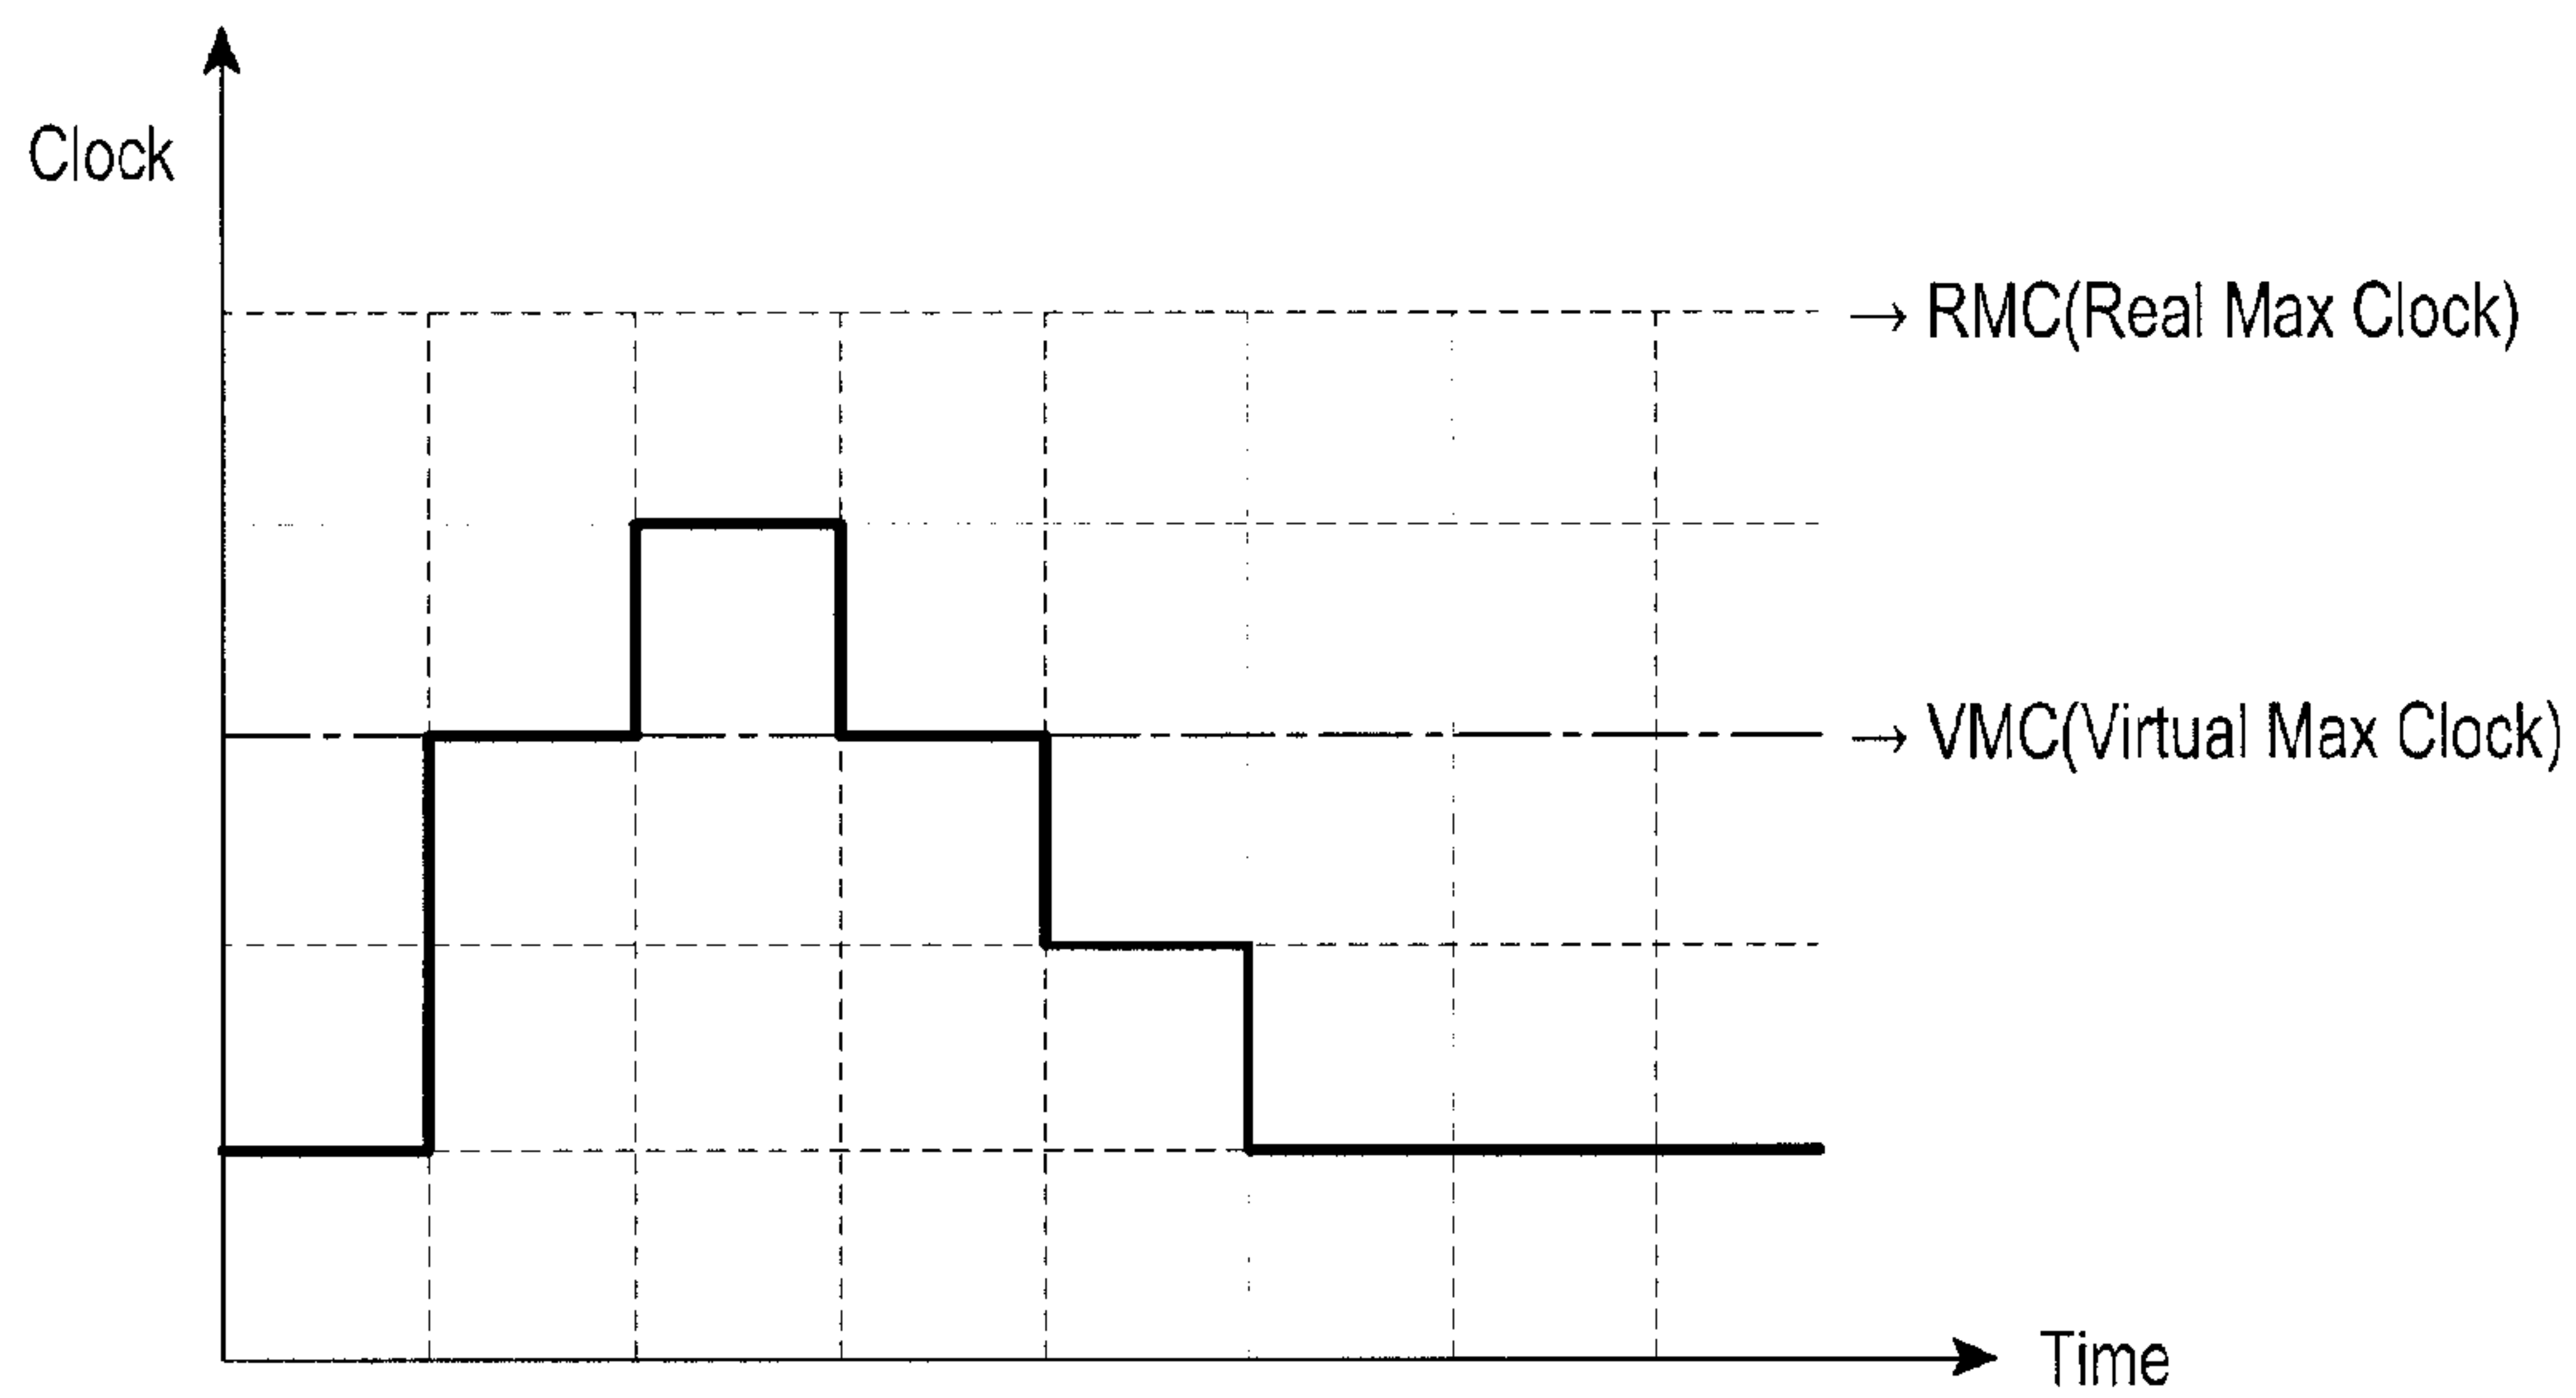 Clock
→ RMC(Real Max Clock)
→ VMC(Virtual Max Clock)
Time